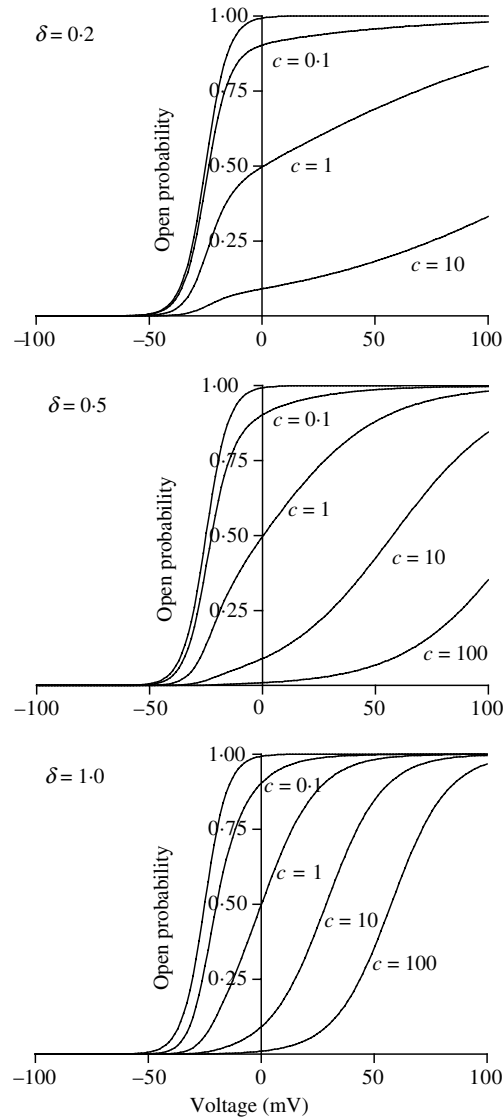 δ = 0·2
1·00
c = 0·1
0·75
Open probability
0·50
c = 1
0·25
c = 10
–100 –50 0 50 100
δ = 0·5
1·00
c = 0·1
0·75
Open probability
c = 1
0·50
c = 10
0·25
c = 100
–100 –50 0 50 100
δ = 1·0
1·00
c = 0·1
0·75
Open probability
c = 1
0·50
c = 10
c = 100
0·25
–100 –50 0 50 100
Voltage (mV)